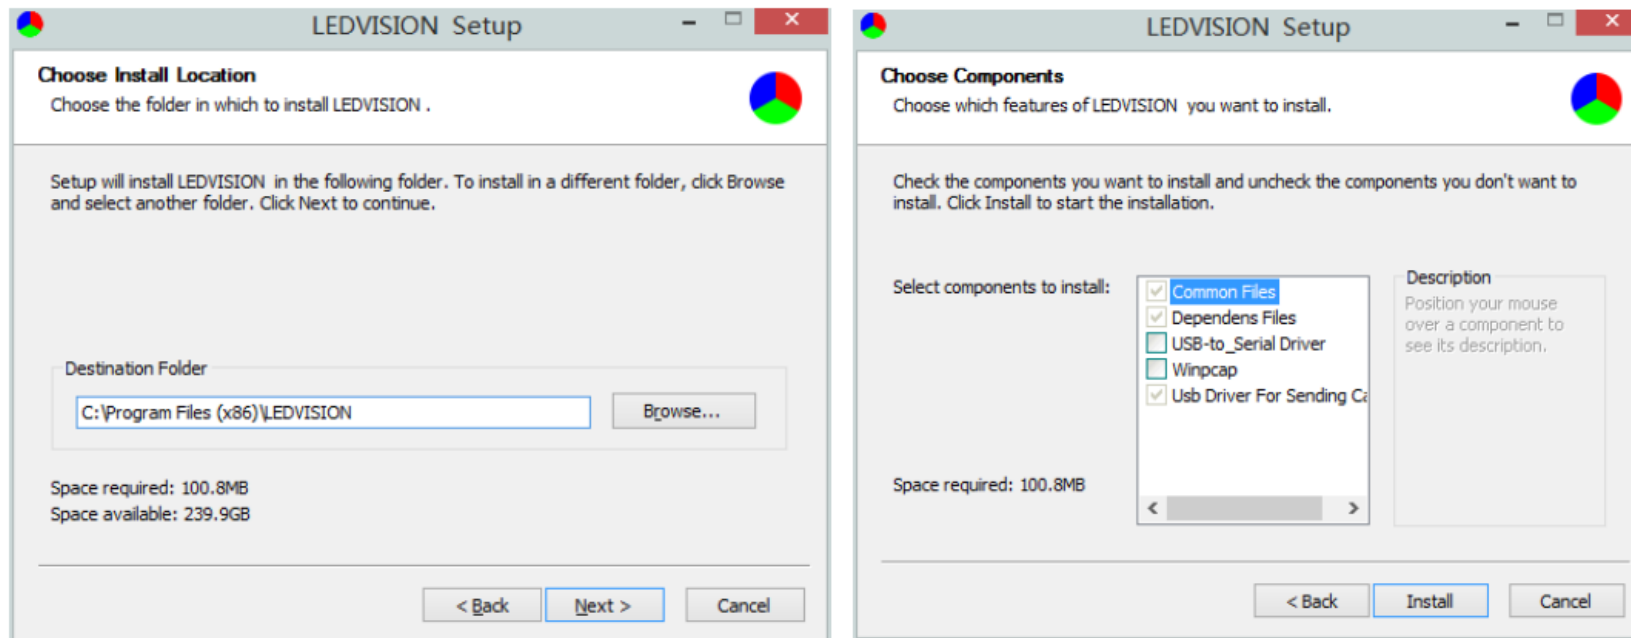 LEDVISION Setup
Choose Install Location
Choose the folder in which to install LEDVISION .
Setup will install LEDVISION in the following folder. To install in a different folder, click Browse
and select another folder. Click Next to continue.
Destination Folder
C:\Program Files (x86)\LEDVISION
Browse...
Space required: 100.8MB
Space available: 239.9GB
< Back
Next >
Cancel
LEDVISION Setup
Choose Components
Choose which features of LEDVISION you want to install.
Check the components you want to install and uncheck the components you don't want to
install. Click Install to start the installation.
Select components to install:
Common Files
Dependens Files
USB-to_Serial Driver
Winpcap
Usb Driver For Sending Ca
Description
Position your mouse
over a component to
see its description.
Space required: 100.8MB
< Back
Install
Cancel